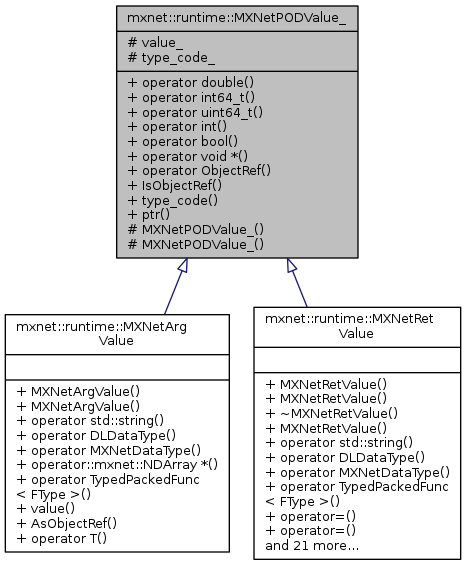 mxnet::runtime::MXNetPODValue_
# value_
# type_code_
+ operator double()
+ operator int64_t()
+ operator uint64_t()
+ operator int()
+ operator bool()
+ operator void *()
+ operator ObjectRef()
+ IsObjectRef()
+ type_code()
+ ptr()
# MXNetPODValue_()
# MXNetPODValue_()
mxnet::runtime::MXNetArg
Value
+ MXNetArgValue()
+ MXNetArgValue()
+ operator std::string()
+ operator DLDataType()
+ operator MXNetDataType()
+ operator::mxnet::NDArray *()
+ operator TypedPackedFunc
< FType >()
+ value()
+ AsObjectRef()
+ operator T()
mxnet::runtime::MXNetRet
Value
+ MXNetRetValue()
+ MXNetRetValue()
+ ~MXNetRetValue()
+ MXNetRetValue()
+ operator std::string()
+ operator DLDataType()
+ operator MXNetDataType()
+ operator TypedPackedFunc
< FType >()
+ operator=()
+ operator=()
and 21 more...